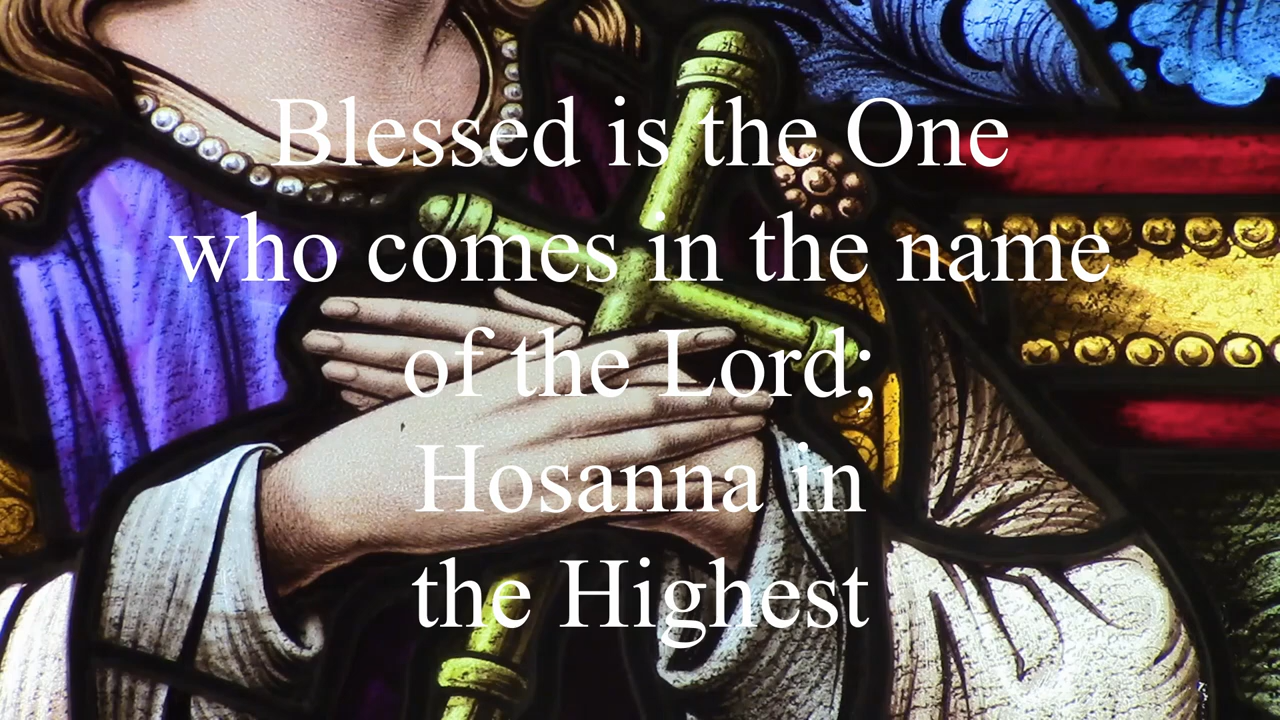 Blessed is the One
who comes in the name
of the Lord;
Hosanna in
the Highest